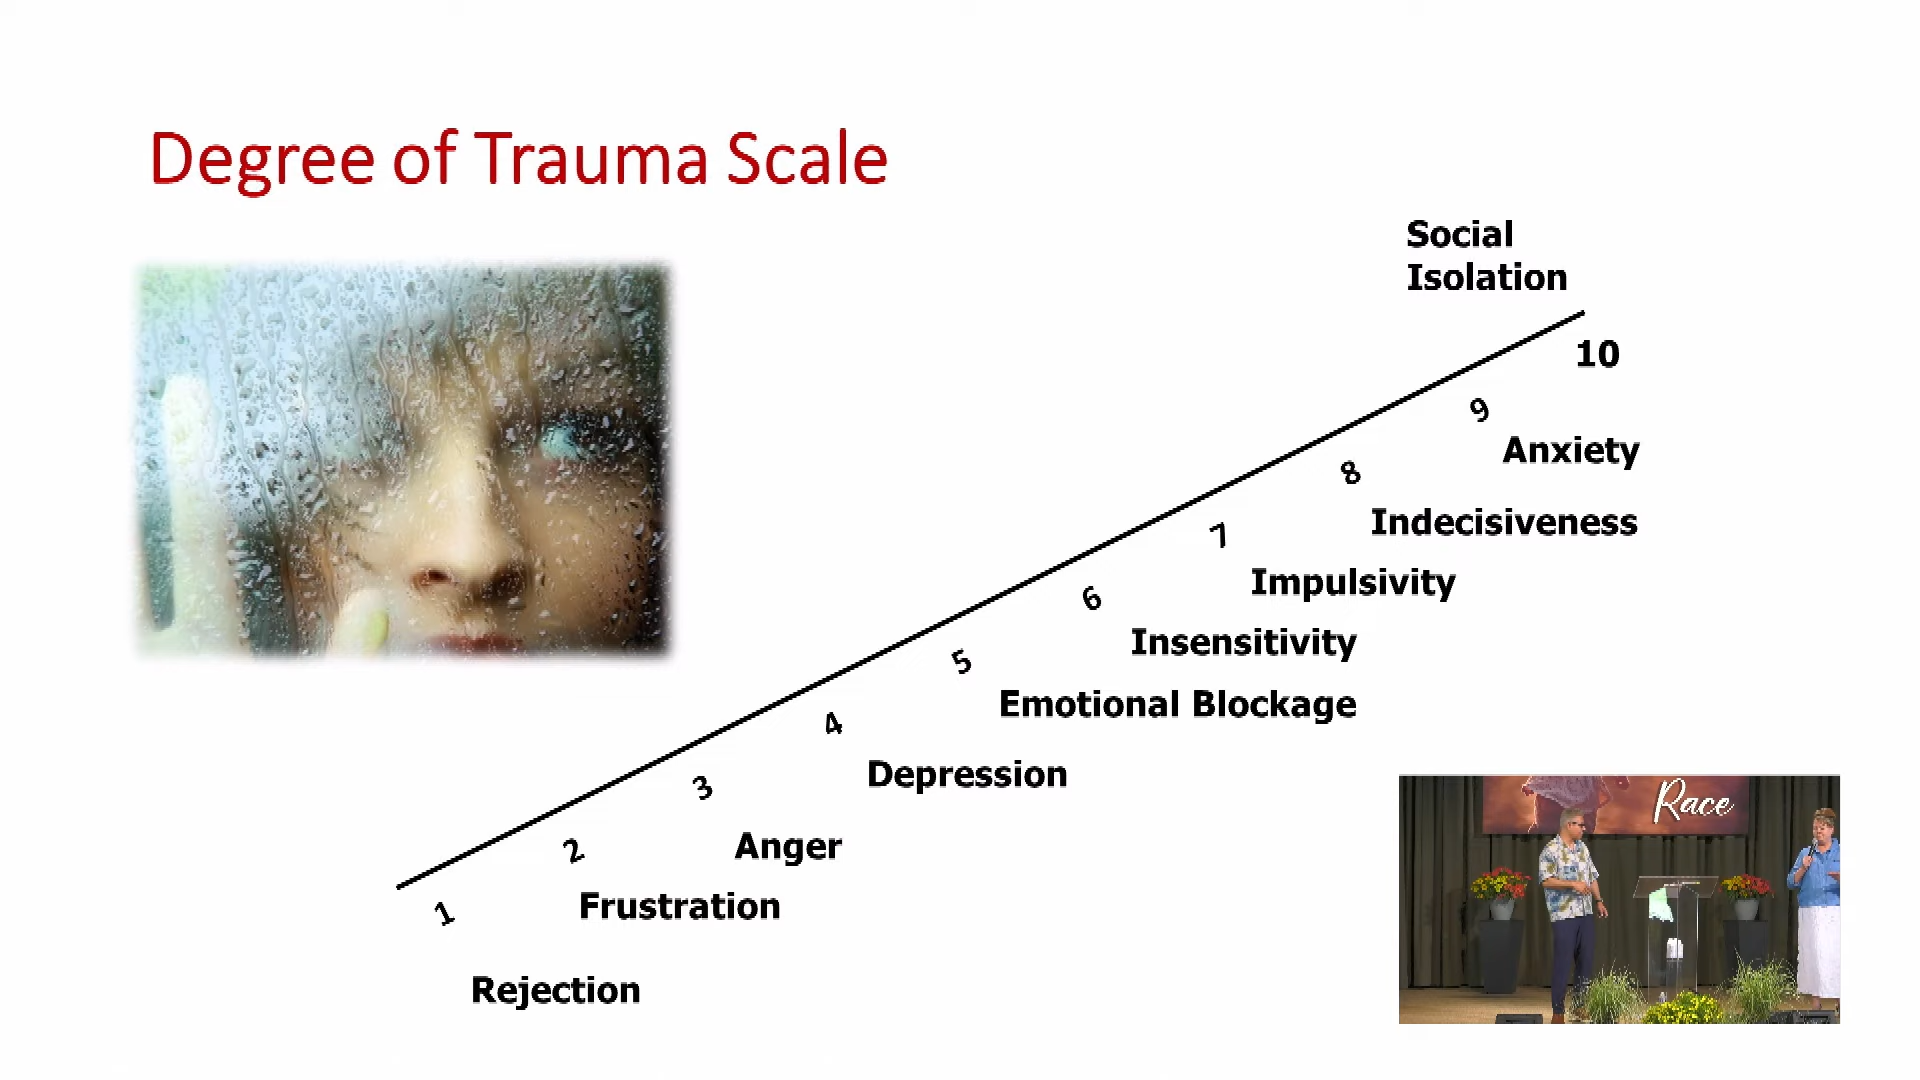 Degree of Trauma Scale
Social
Isolation
10
9
Anxiety
8
Indecisiveness
7
Impulsivity
6
Insensitivity
5
Emotional Blockage
4
Depression
3
Anger
2
Frustration
1
Rejection
Race